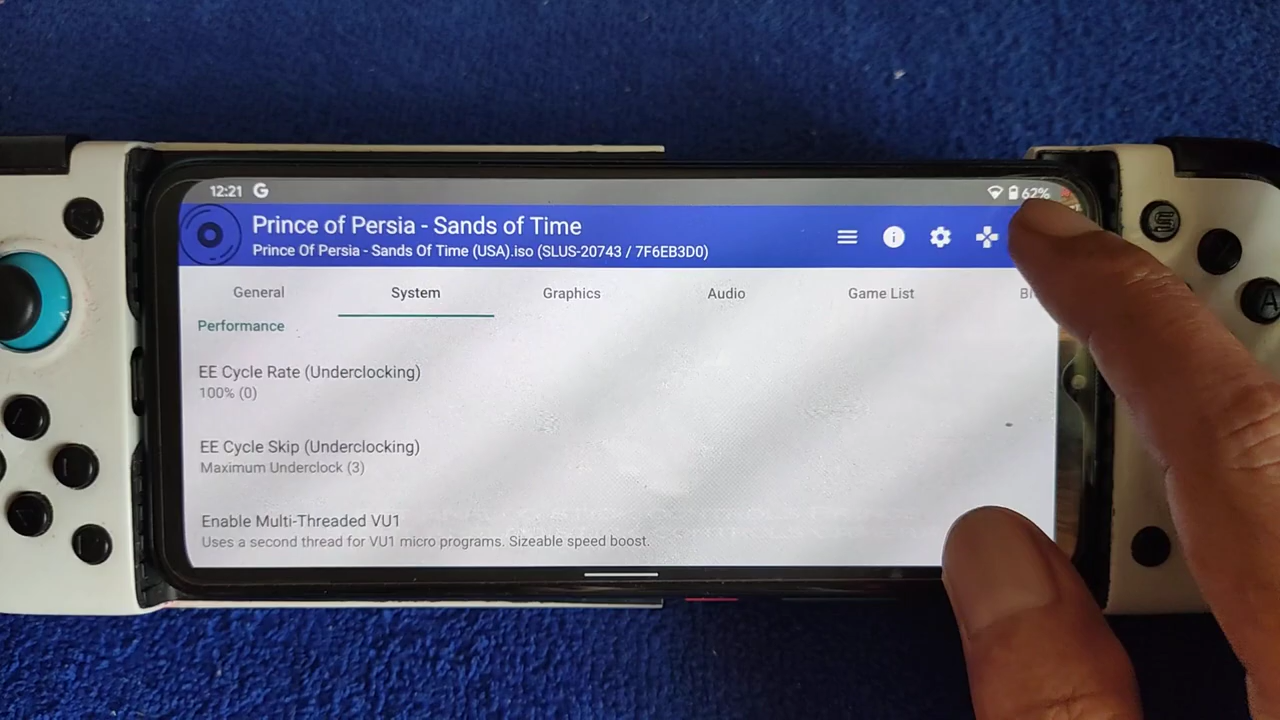 12:21 G 62%
Prince of Persia - Sands of Time
Prince Of Persia - Sands Of Time (USA).iso (SLUS-20743 / 7F6EB3D0)
General System Graphics Audio Game List
Performance
EE Cycle Rate (Underclocking)
100% (0)
EE Cycle Skip (Underclocking)
Maximum Underclock (3)
Enable Multi-Threaded VU1
Uses a second thread for VU1 micro programs. Sizeable speed boost.
S
A